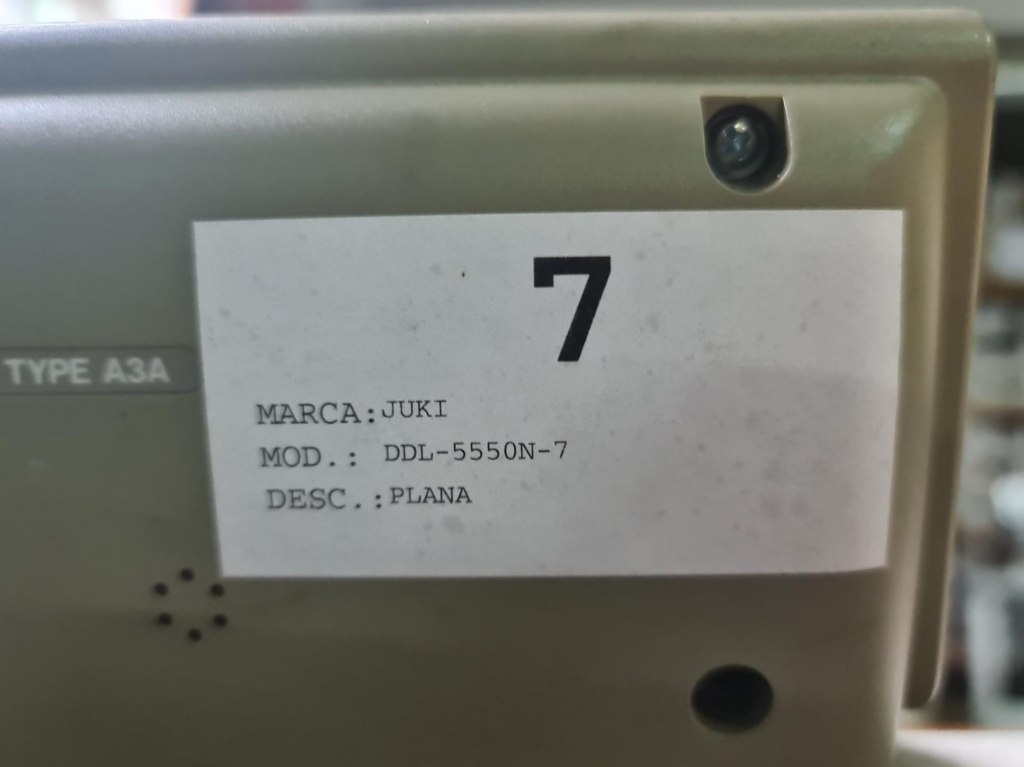 7
TYPE A3A
MARCA:JUKI
MOD.: DDL-5550N-7
DESC.:PLANA